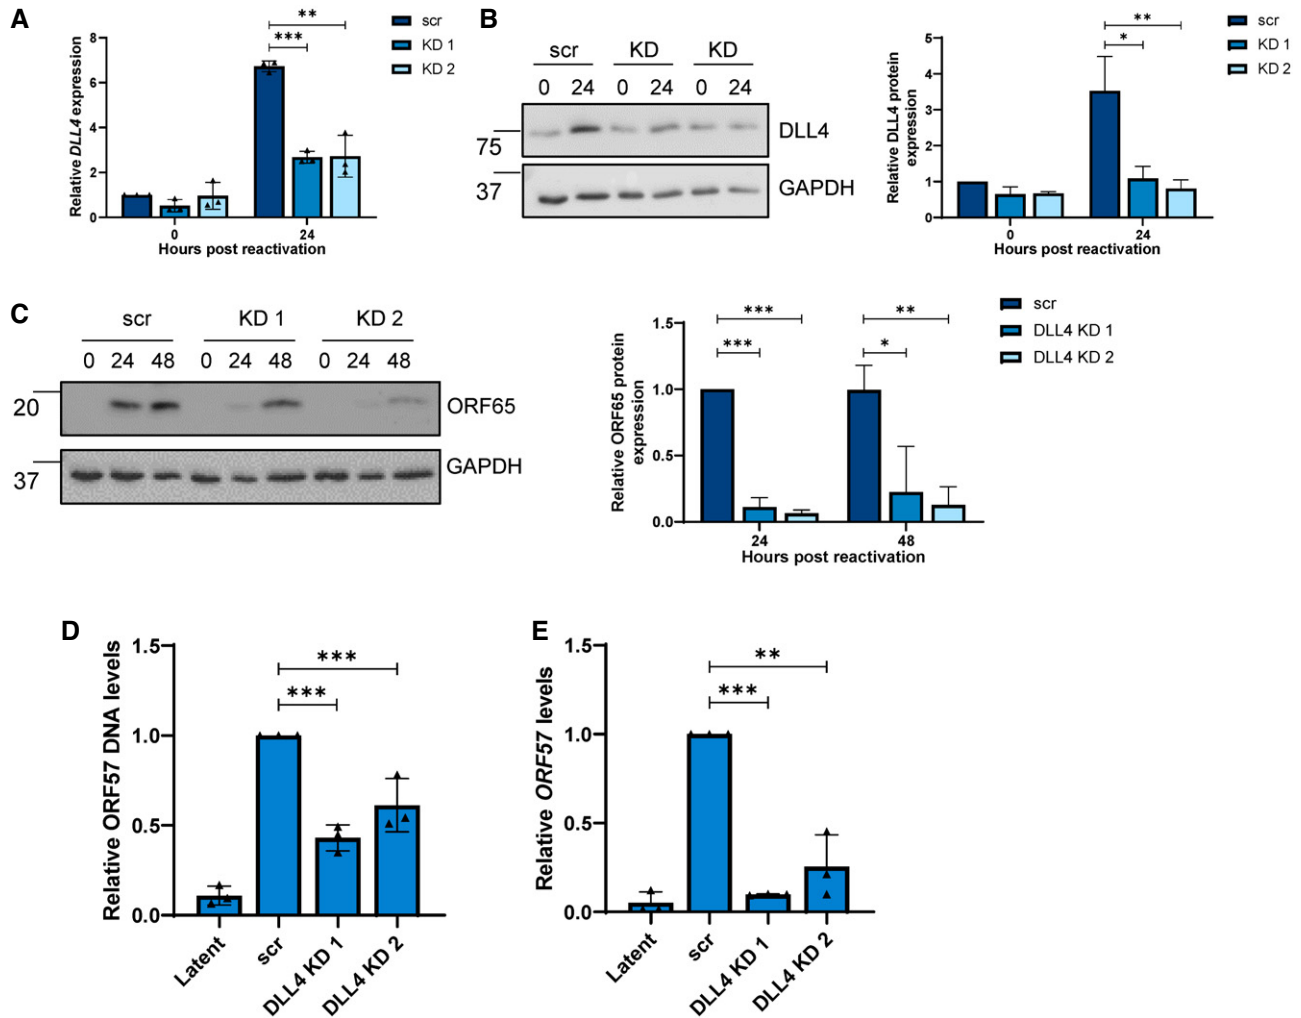 A
Relative DLL4 expression
8
6
4
2
0
***
**
0
24
Hours post reactivation
scr
KD 1
KD 2
B
scr
KD
KD
0
24
0
24
0
24
75
DLL4
37
GAPDH
Relative DLL4 protein
expression
5
4
3
2
1
0
**
*
0
24
Hours post reactivation
scr
KD 1
KD 2
C
scr
KD 1
KD 2
0
24
48
0
24
48
0
24
48
20
ORF65
37
GAPDH
Relative ORF65 protein
expression
1.5
1.0
0.5
0.0
***
***
**
*
24
48
Hours post reactivation
scr
DLL4 KD 1
DLL4 KD 2
D
Relative ORF57 DNA levels
1.5
1.0
0.5
0.0
***
***
Latent
scr
DLL4 KD 1
DLL4 KD 2
E
Relative ORF57 levels
1.5
1.0
0.5
0.0
**
***
Latent
scr
DLL4 KD 1
DLL4 KD 2